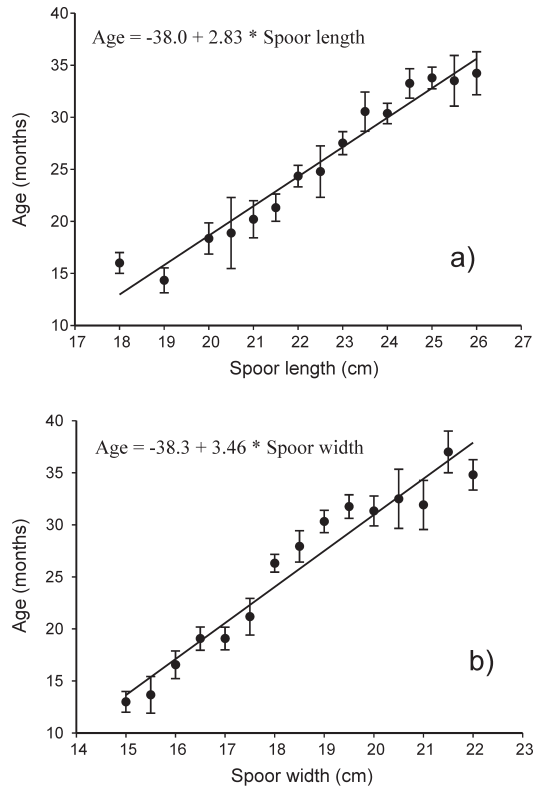 40
Age = -38.0 + 2.83 * Spoor length
35
30
25
20
15
10
Age (months)
a)
17 18 19 20 21 22 23 24 25 26 27
Spoor length (cm)
40
Age = -38.3 + 3.46 * Spoor width
35
30
25
20
15
10
Age (months)
b)
14 15 16 17 18 19 20 21 22 23
Spoor width (cm)